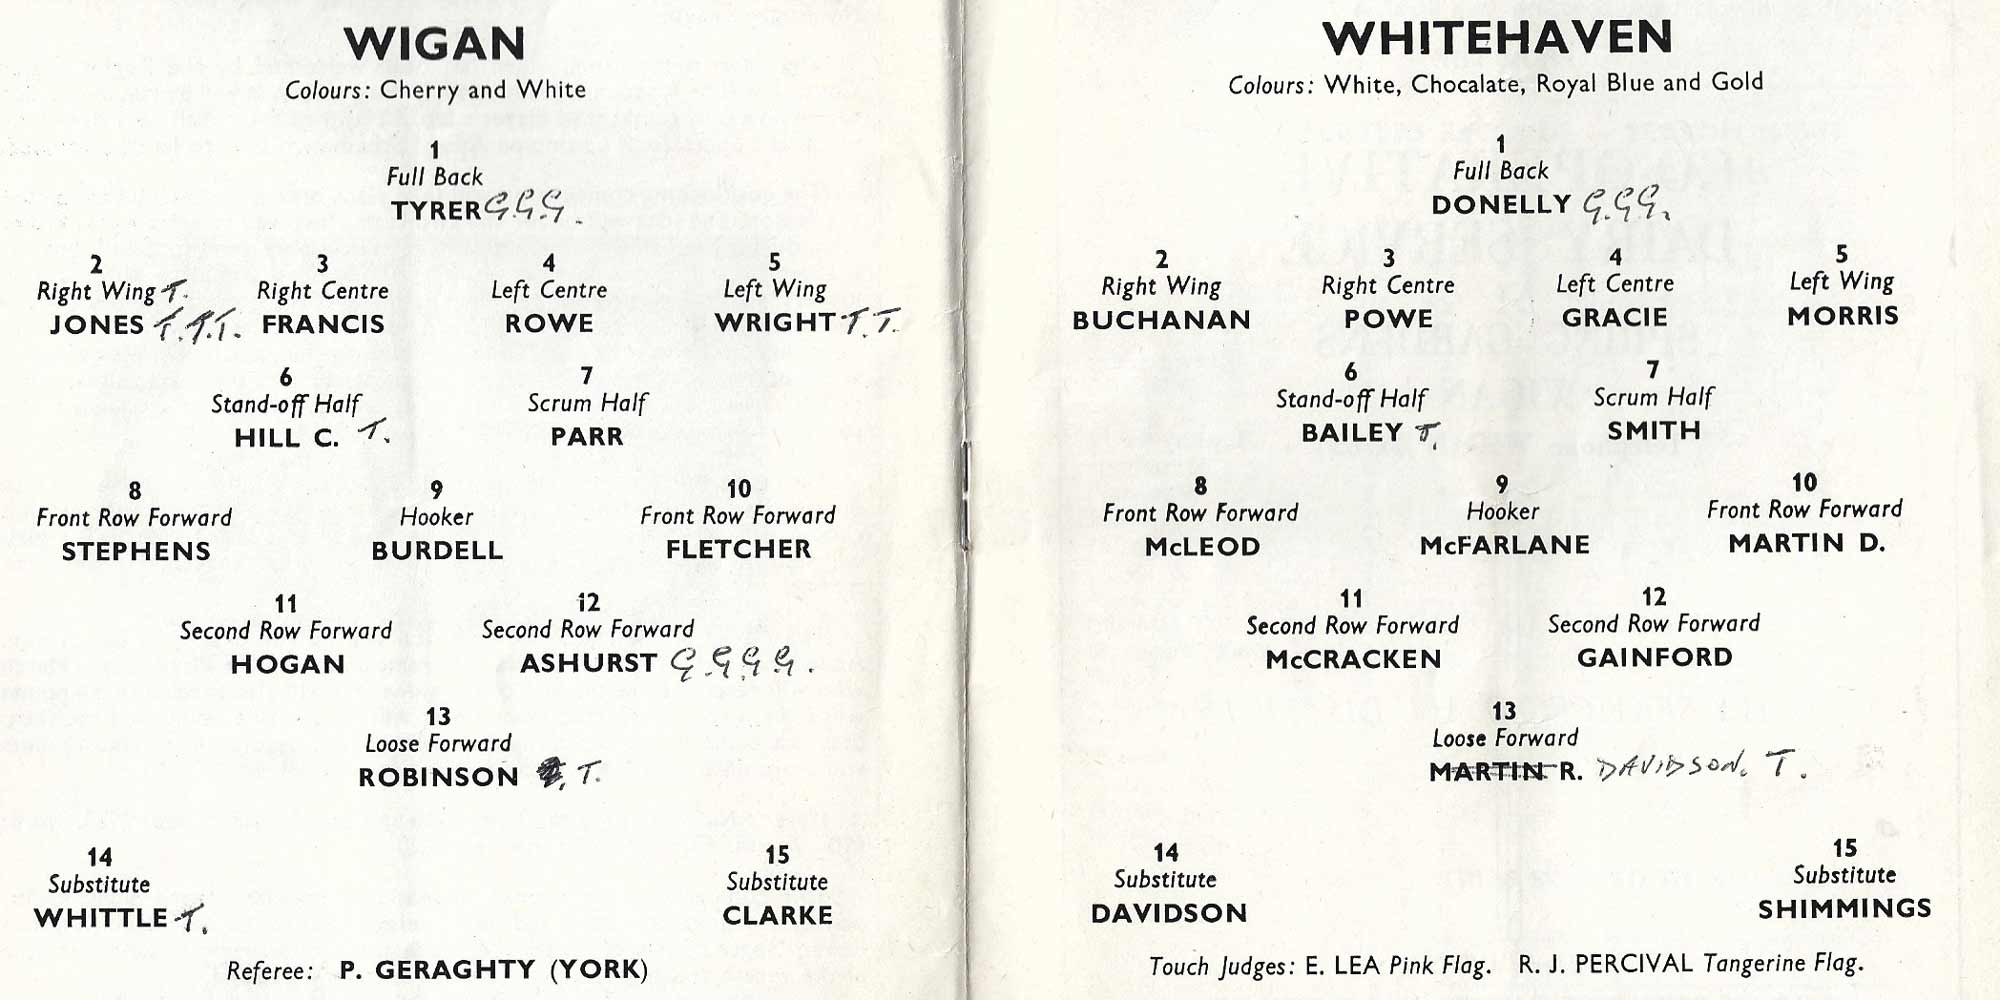 WIGAN
Colours: Cherry and White
1
Full Back
TYRER G.G.G.
2 3 4 5
Right Wing T. Right Centre Left Centre Left Wing
JONES T.T.T. FRANCIS ROWE WRIGHT T.T.
6 7
Stand-off Half Scrum Half
HILL C. T. PARR
8 9 10
Front Row Forward Hooker Front Row Forward
STEPHENS BURDELL FLETCHER
11 12
Second Row Forward Second Row Forward
HOGAN ASHURST G.G.G.G.
13
Loose Forward
ROBINSON T.
14 15
Substitute Substitute
WHITTLE T. CLARKE
Referee: P. GERAGHTY (YORK)
WHITEHAVEN
Colours: White, Chocalate, Royal Blue and Gold
1
Full Back
DONELLY G.G.G.
2 3 4 5
Right Wing Right Centre Left Centre Left Wing
BUCHANAN POWE GRACIE MORRIS
6 7
Stand-off Half Scrum Half
BAILEY T. SMITH
8 9 10
Front Row Forward Hooker Front Row Forward
McLEOD McFARLANE MARTIN D.
11 12
Second Row Forward Second Row Forward
McCRACKEN GAINFORD
13
Loose Forward
MARTIN R. DAVIDSON. T.
14 15
Substitute Substitute
DAVIDSON SHIMMINGS
Touch Judges: E. LEA Pink Flag. R. J. PERCIVAL Tangerine Flag.